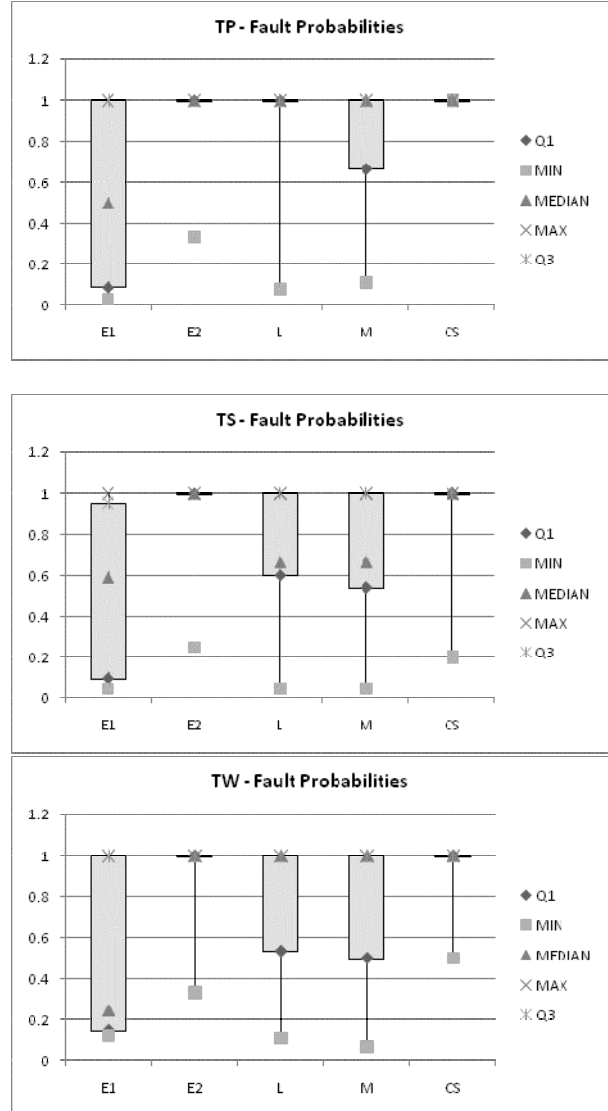 TP - Fault Probabilities
1.2
1
0.8
0.6
0.4
0.2
0
E1 E2 L M CS
Q1
MIN
MEDIAN
MAX
Q3
TS - Fault Probabilities
1.2
1
0.8
0.6
0.4
0.2
0
E1 E2 L M CS
Q1
MIN
MEDIAN
MAX
Q3
TW - Fault Probabilities
1.2
1
0.8
0.6
0.4
0.2
0
E1 E2 L M CS
Q1
MIN
MEDIAN
MAX
Q3